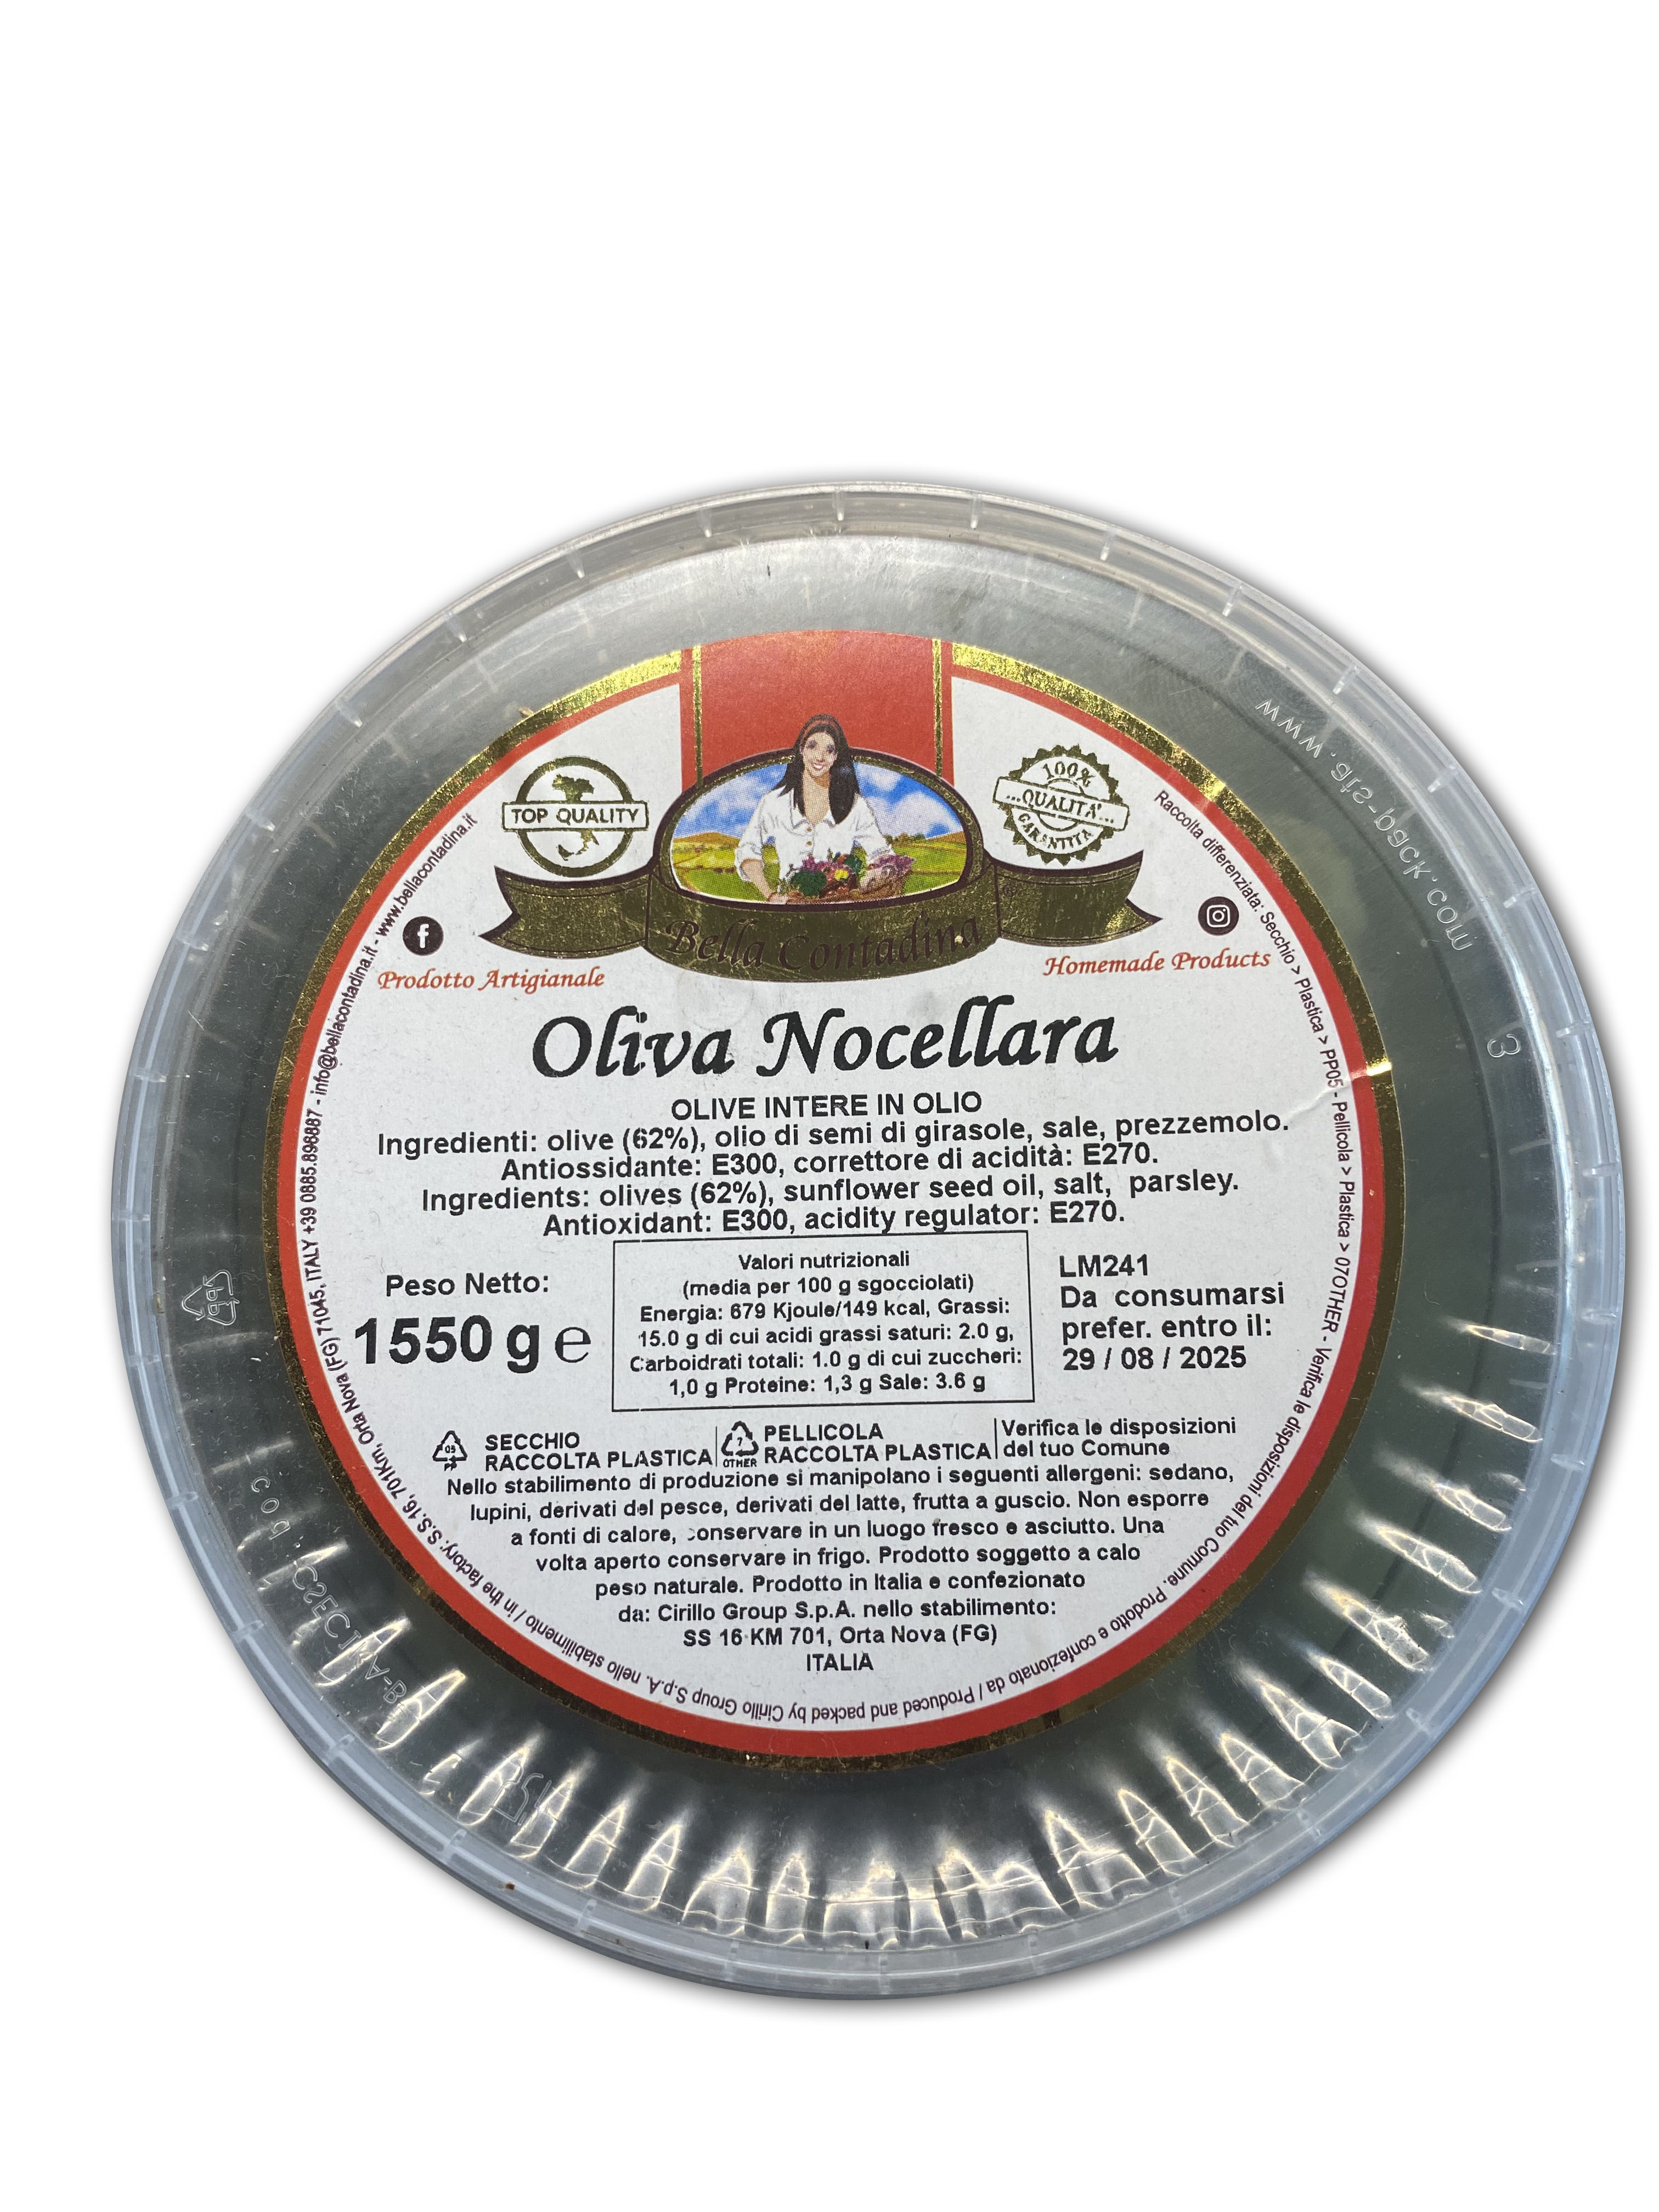 TOP QUALITY
100%
...QUALITA'...
GARANTITA
Bella Contadina
®
Prodotto Artigianale
Homemade Products
Oliva Nocellara
OLIVE INTERE IN OLIO
Ingredienti: olive (62%), olio di semi di girasole, sale, prezzemolo.
Antiossidante: E300, correttore di acidità: E270.
Ingredients: olives (62%), sunflower seed oil, salt, parsley.
Antioxidant: E300, acidity regulator: E270.
Peso Netto:
1550 g e
Valori nutrizionali
(media per 100 g sgocciolati)
Energia: 679 Kjoule/149 kcal, Grassi:
15.0 g di cui acidi grassi saturi: 2.0 g,
Carboidrati totali: 1.0 g di cui zuccheri:
1,0 g Proteine: 1,3 g Sale: 3.6 g
LM241
Da consumarsi
prefer. entro il:
29 / 08 / 2025
05
PP
SECCHIO
RACCOLTA PLASTICA
7
OTHER
PELLICOLA
RACCOLTA PLASTICA
Verifica le disposizioni
del tuo Comune
Nello stabilimento di produzione si manipolano i seguenti allergeni: sedano,
lupini, derivati del pesce, derivati del latte, frutta a guscio. Non esporre
a fonti di calore, conservare in un luogo fresco e asciutto. Una
volta aperto conservare in frigo. Prodotto soggetto a calo
peso naturale. Prodotto in Italia e confezionato
da: Cirillo Group S.p.A. nello stabilimento:
SS 16 KM 701, Orta Nova (FG)
ITALIA
Raccolta differenziata: Secchio > Plastica > PP05 - Pellicola > Plastica > 07OTHER - Verifica le disposizioni del tuo Comune. Prodotto e confezionato da / Produced and packed by Cirillo Group S.p.A. nello stabilimento / in the factory: S.S.16, 701Km, Orta Nova (FG) 71045, ITALY +39 0885.898887 - info@bellacontadina.it - www.bellacontadina.it
www.sts-pack.com
3